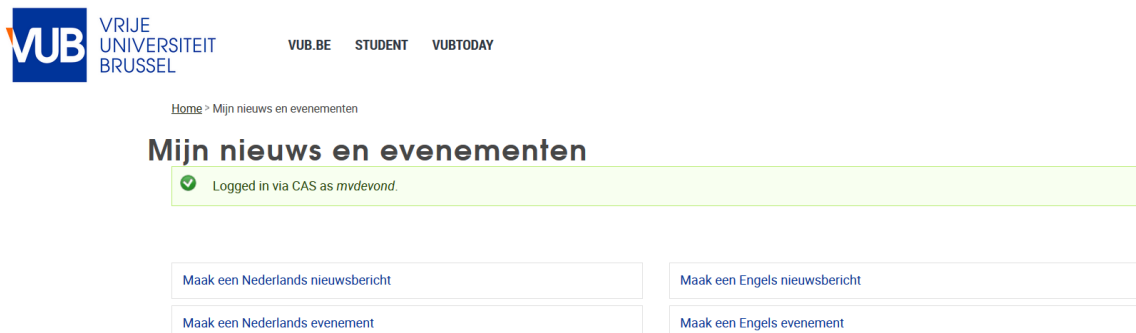 VUB
VRIJE
UNIVERSITEIT
BRUSSEL
VUB.BE STUDENT VUBTODAY
Home > Mijn nieuws en evenementen
Mijn nieuws en evenementen
Logged in via CAS as mvdevond.
Maak een Nederlands nieuwsbericht
Maak een Engels nieuwsbericht
Maak een Nederlands evenement
Maak een Engels evenement